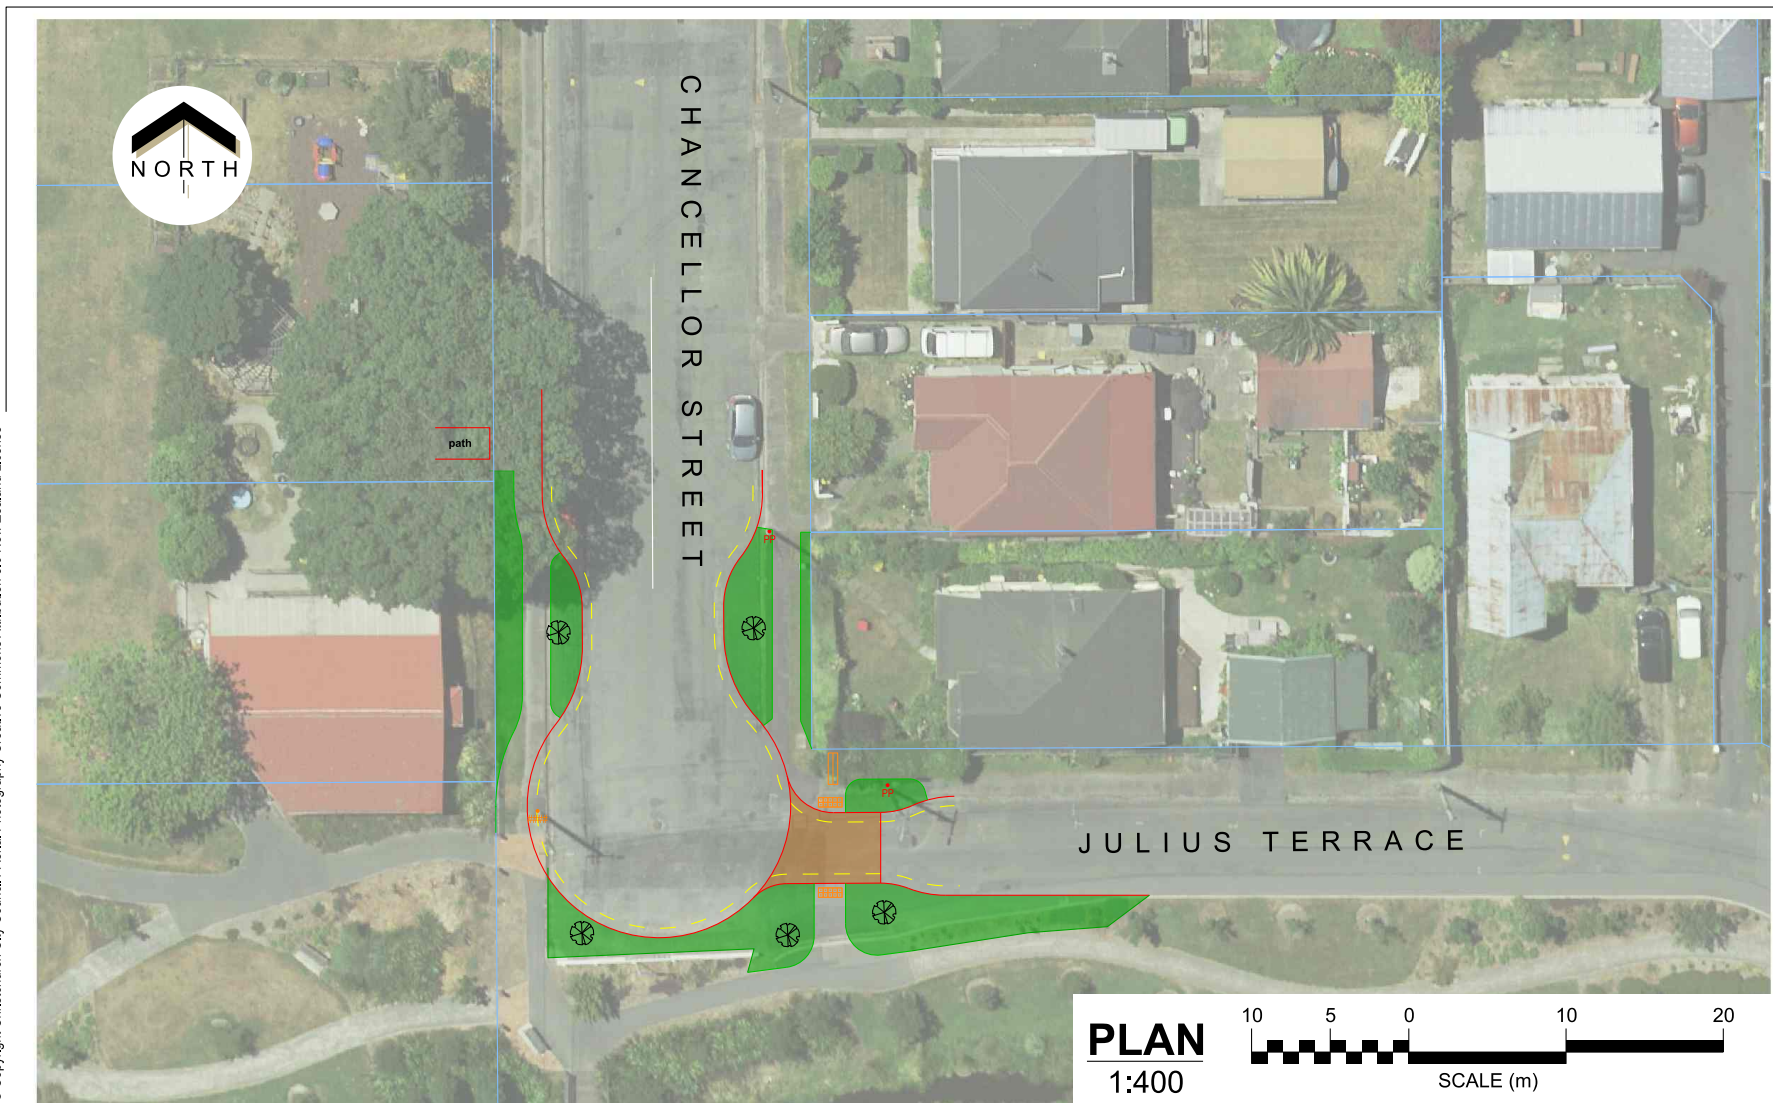 NORTH
CHANCELLOR STREET
path
PP
PP
JULIUS TERRACE
PLAN
1:400
10 5 0 10 20
SCALE (m)